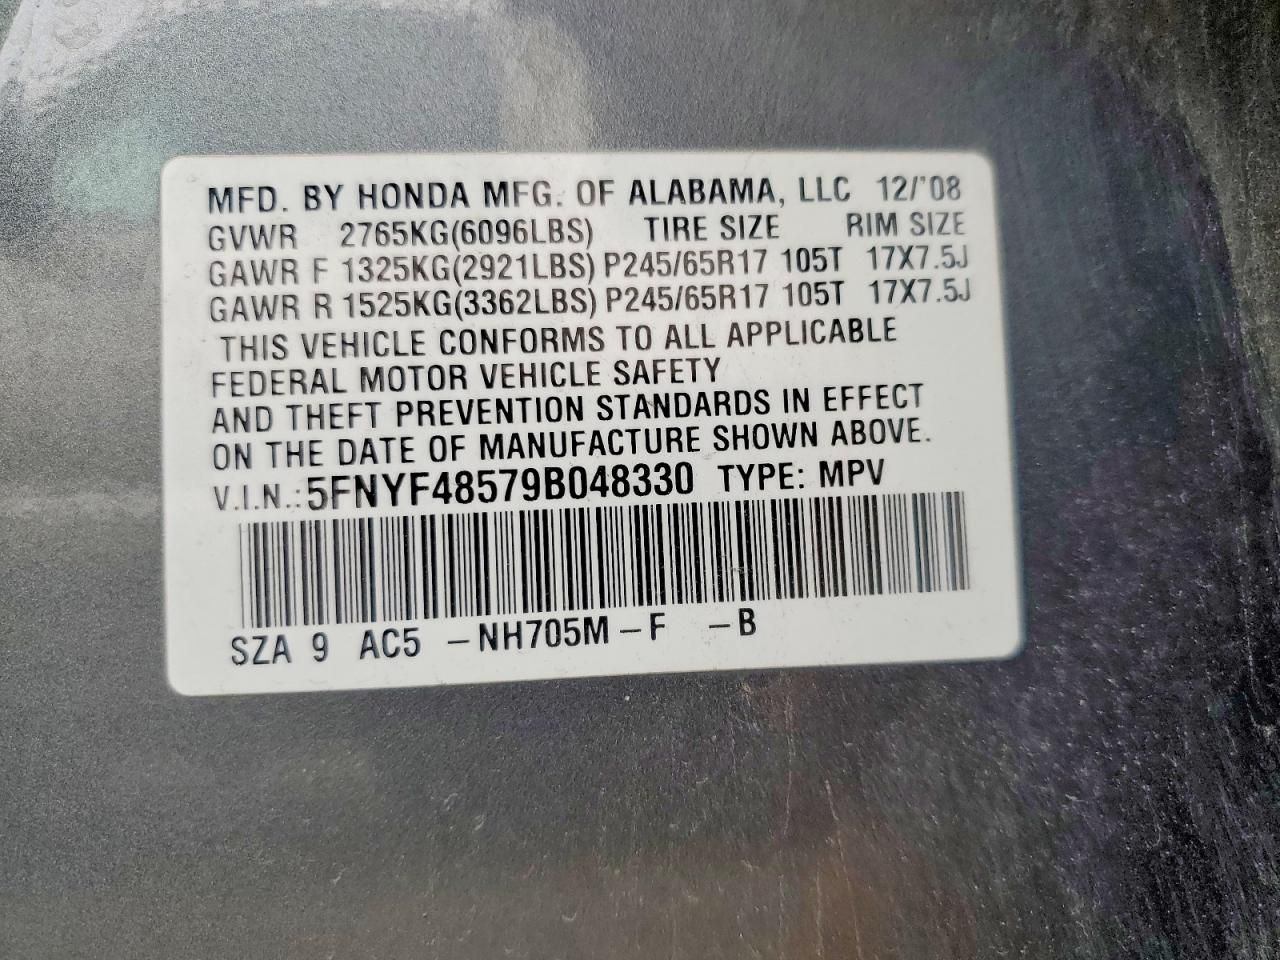 MFD. BY HONDA MFG. OF ALABAMA, LLC 12/'08
GVWR 2765KG(6096LBS) TIRE SIZE RIM SIZE
GAWR F 1325KG(2921LBS) P245/65R17 105T 17X7.5J
GAWR R 1525KG(3362LBS) P245/65R17 105T 17X7.5J
THIS VEHICLE CONFORMS TO ALL APPLICABLE
FEDERAL MOTOR VEHICLE SAFETY
AND THEFT PREVENTION STANDARDS IN EFFECT
ON THE DATE OF MANUFACTURE SHOWN ABOVE.
V.I.N.: 5FNYF48579B048330 TYPE: MPV
SZA 9 AC5 -NH705M-F -B